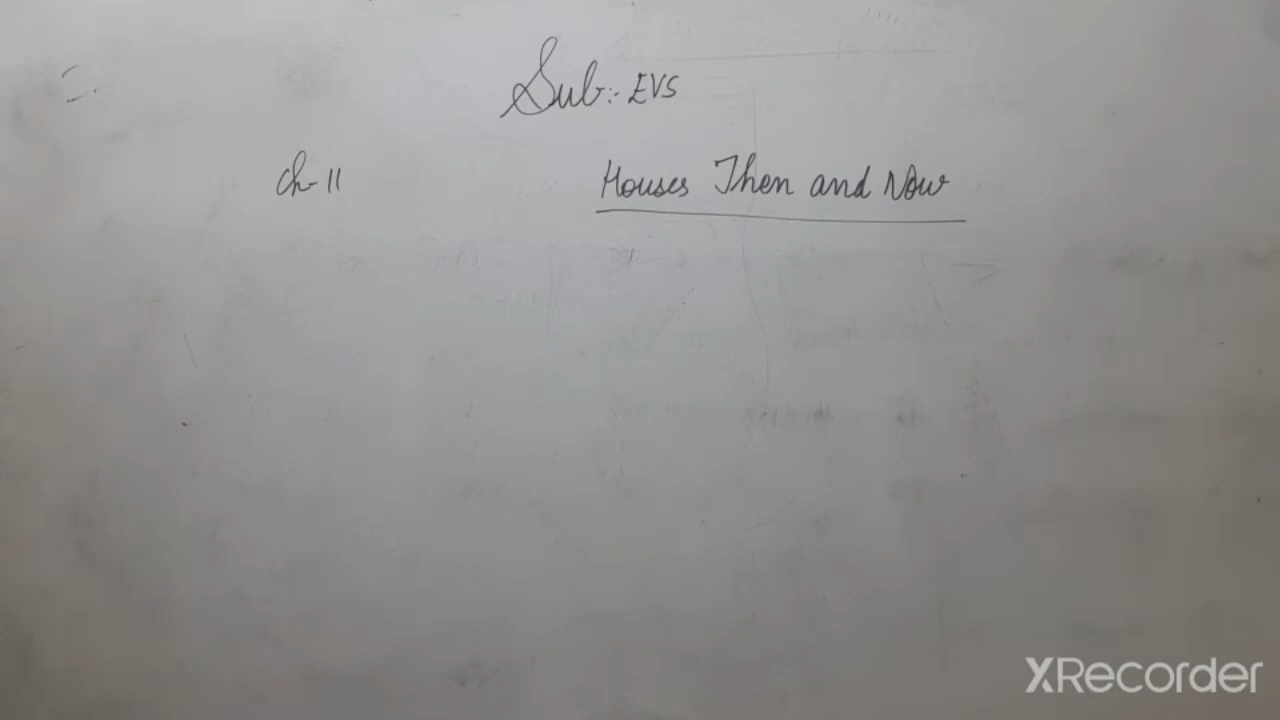 Sub:- EVS
Ch-11 Houses Then and Now
XRecorder